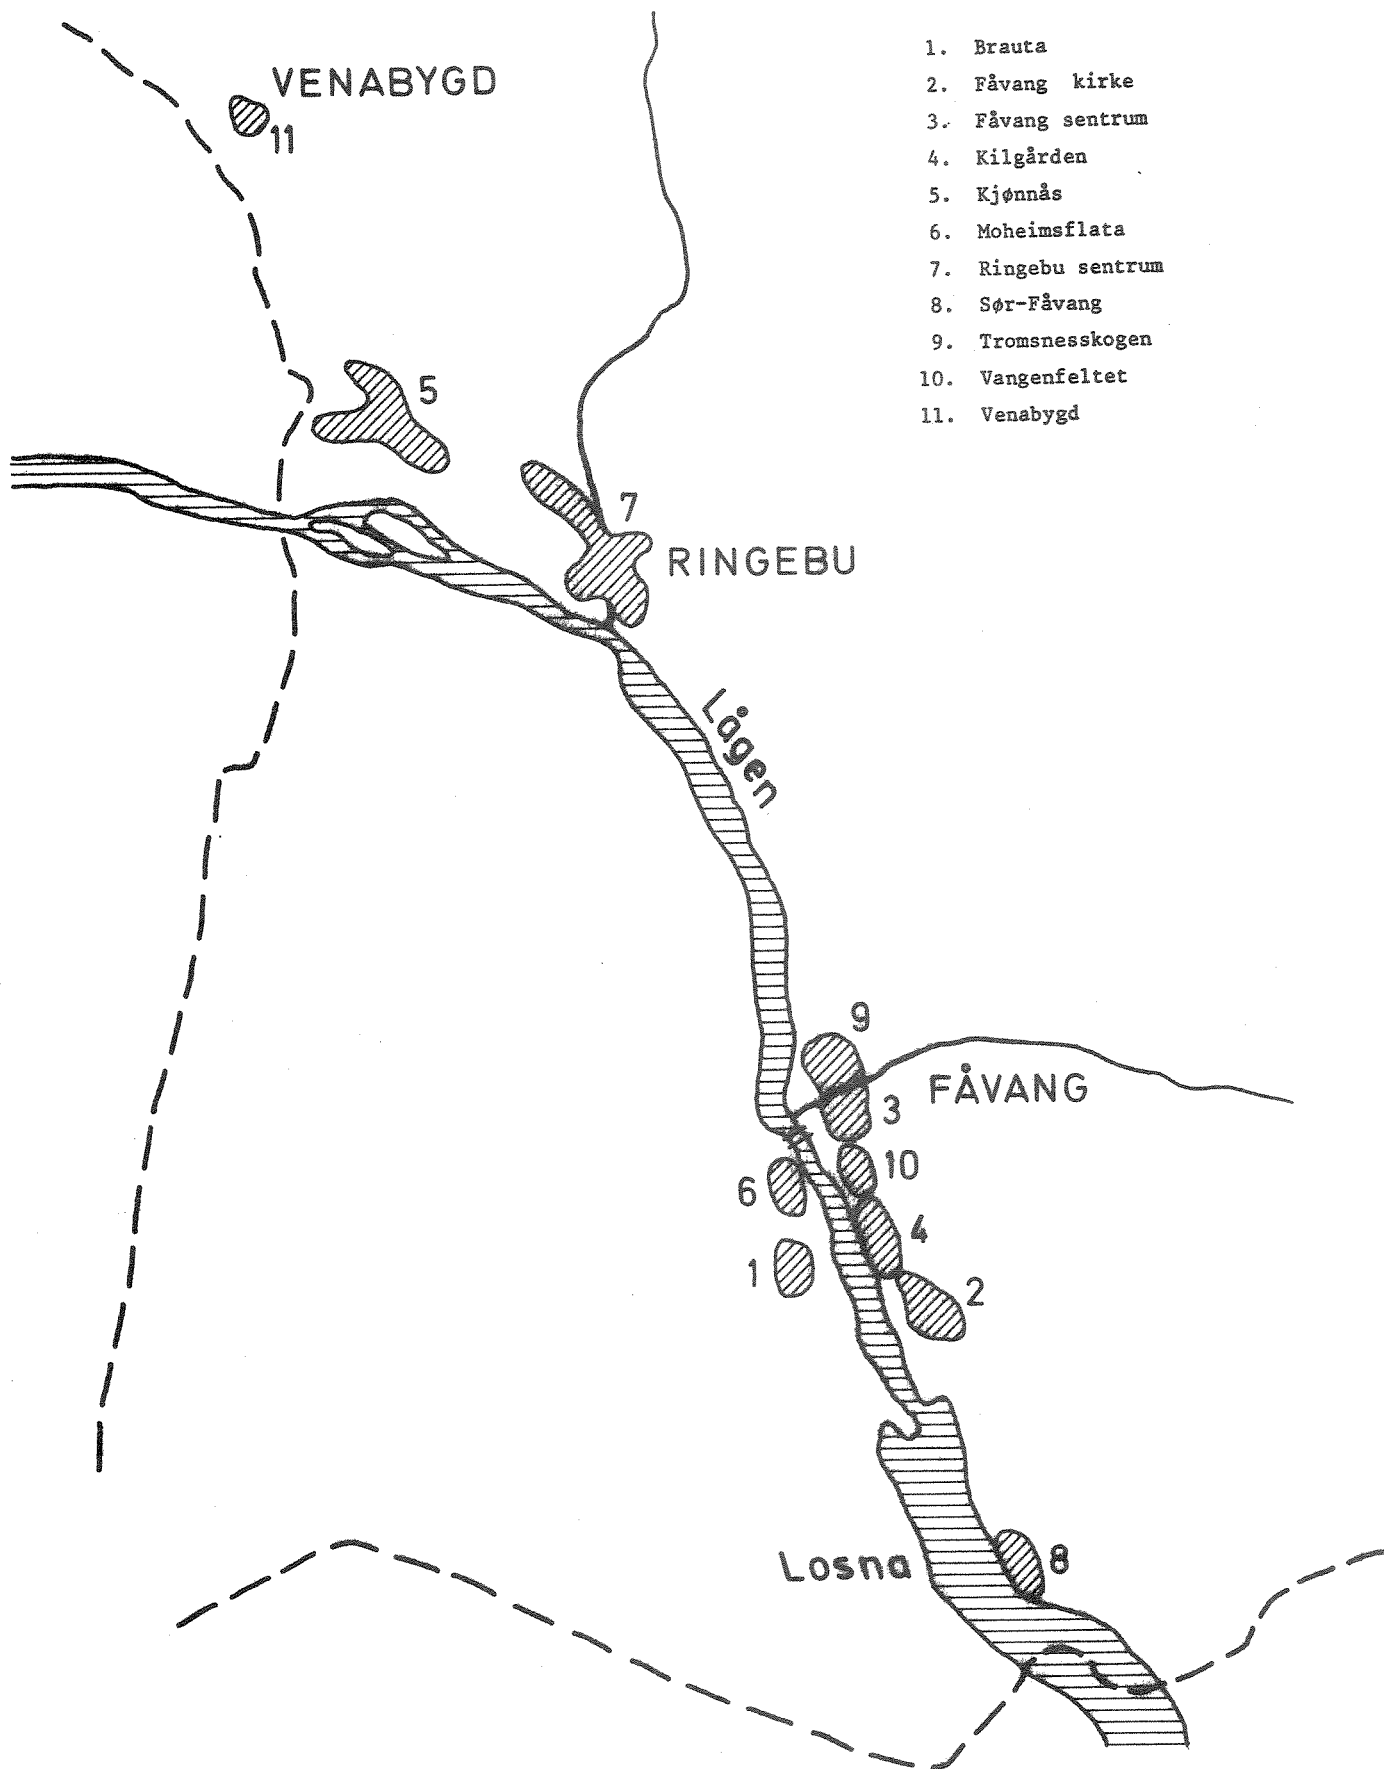 1. Brauta
2. Fåvang kirke
3. Fåvang sentrum
4. Kilgården
5. Kjønnås
6. Moheimsflata
7. Ringebu sentrum
8. Sør-Fåvang
9. Tromsnesskogen
10. Vangenfeltet
11. Venabygd
VENABYGD
11
5
7
RINGEBU
Lågen
9
FÅVANG
3
10
6
4
1
2
Losna
8